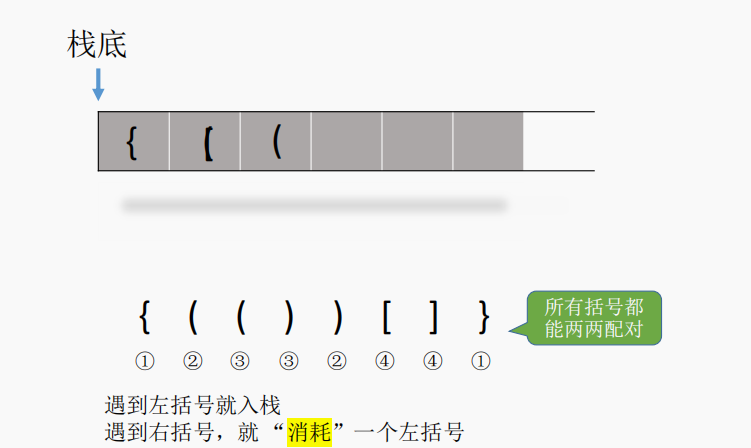 栈底
{ ( (
{ ( ( ) ) [ ] }
① ② ③ ③ ② ④ ④ ①
所有括号都
能两两配对
遇到左括号就入栈
遇到右括号，就“消耗”一个左括号